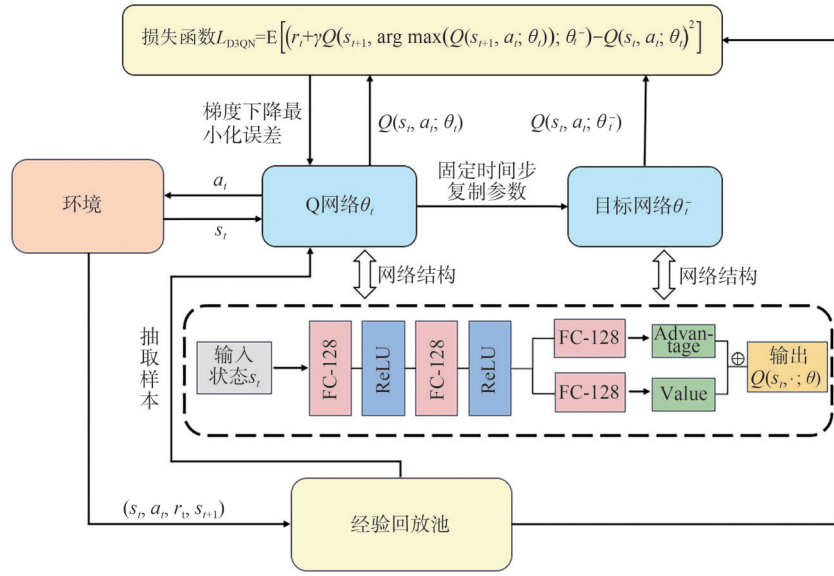 损失函数L_D3QN=E[(r_t+γQ(s_{t+1}, arg max(Q(s_{t+1}, a_t; θ_t)); θ_t^-)−Q(s_t, a_t; θ_t))^2]
梯度下降最
小化误差
Q(s_t, a_t; θ_t)
Q(s_t, a_t; θ_t^-)
环境
a_t
s_t
Q网络θ_t
固定时间步
复制参数
目标网络θ_t^-
网络结构
网络结构
抽取样本
输入
状态s_t
FC-128
ReLU
FC-128
ReLU
FC-128
Advan-
tage
FC-128
Value
⊕
输出
Q(s_t,·; θ)
(s_t, a_t, r_t, s_{t+1})
经验回放池